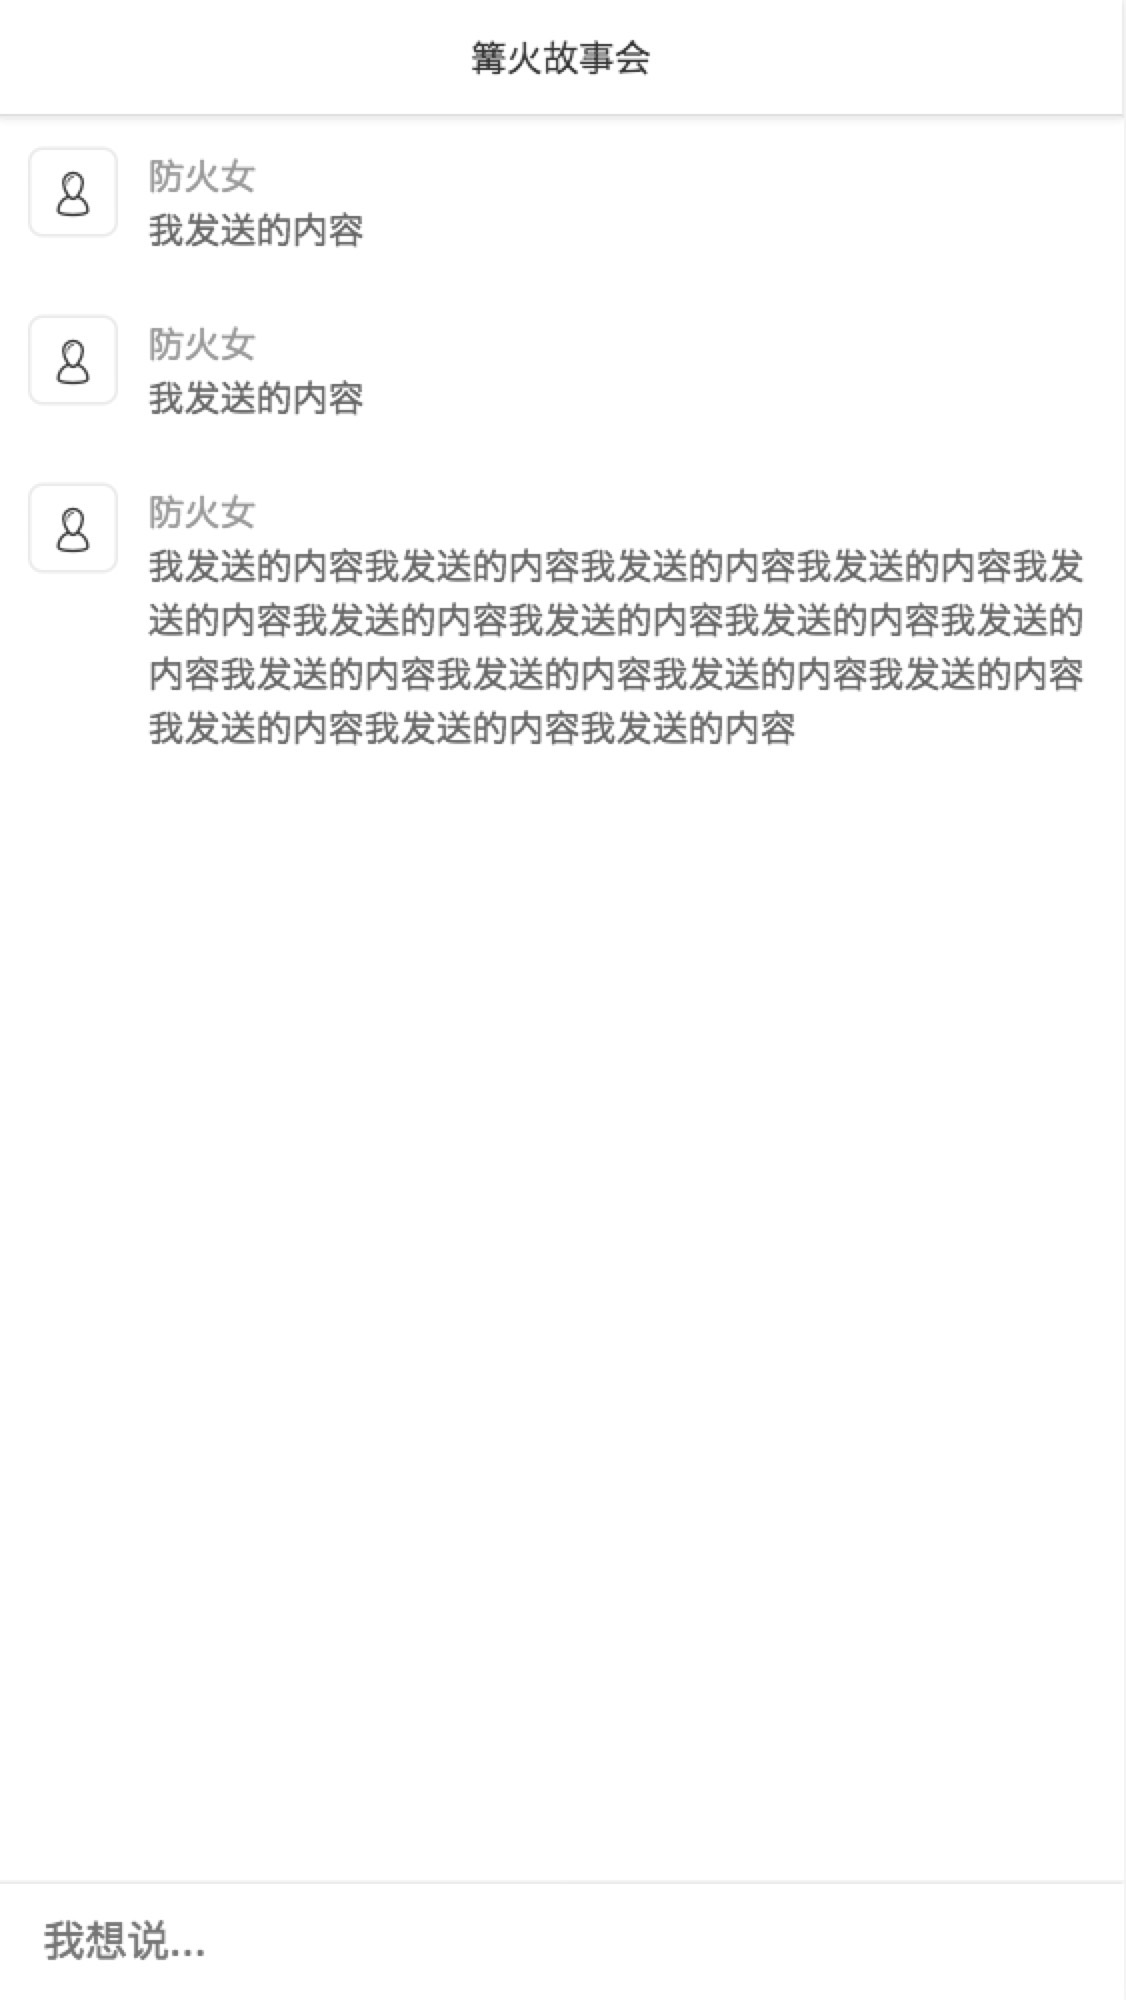 篝火故事会
防火女
我发送的内容
防火女
我发送的内容
防火女
我发送的内容我发送的内容我发送的内容我发送的内容我发
送的内容我发送的内容我发送的内容我发送的内容我发送的
内容我发送的内容我发送的内容我发送的内容我发送的内容
我发送的内容我发送的内容我发送的内容
我想说...